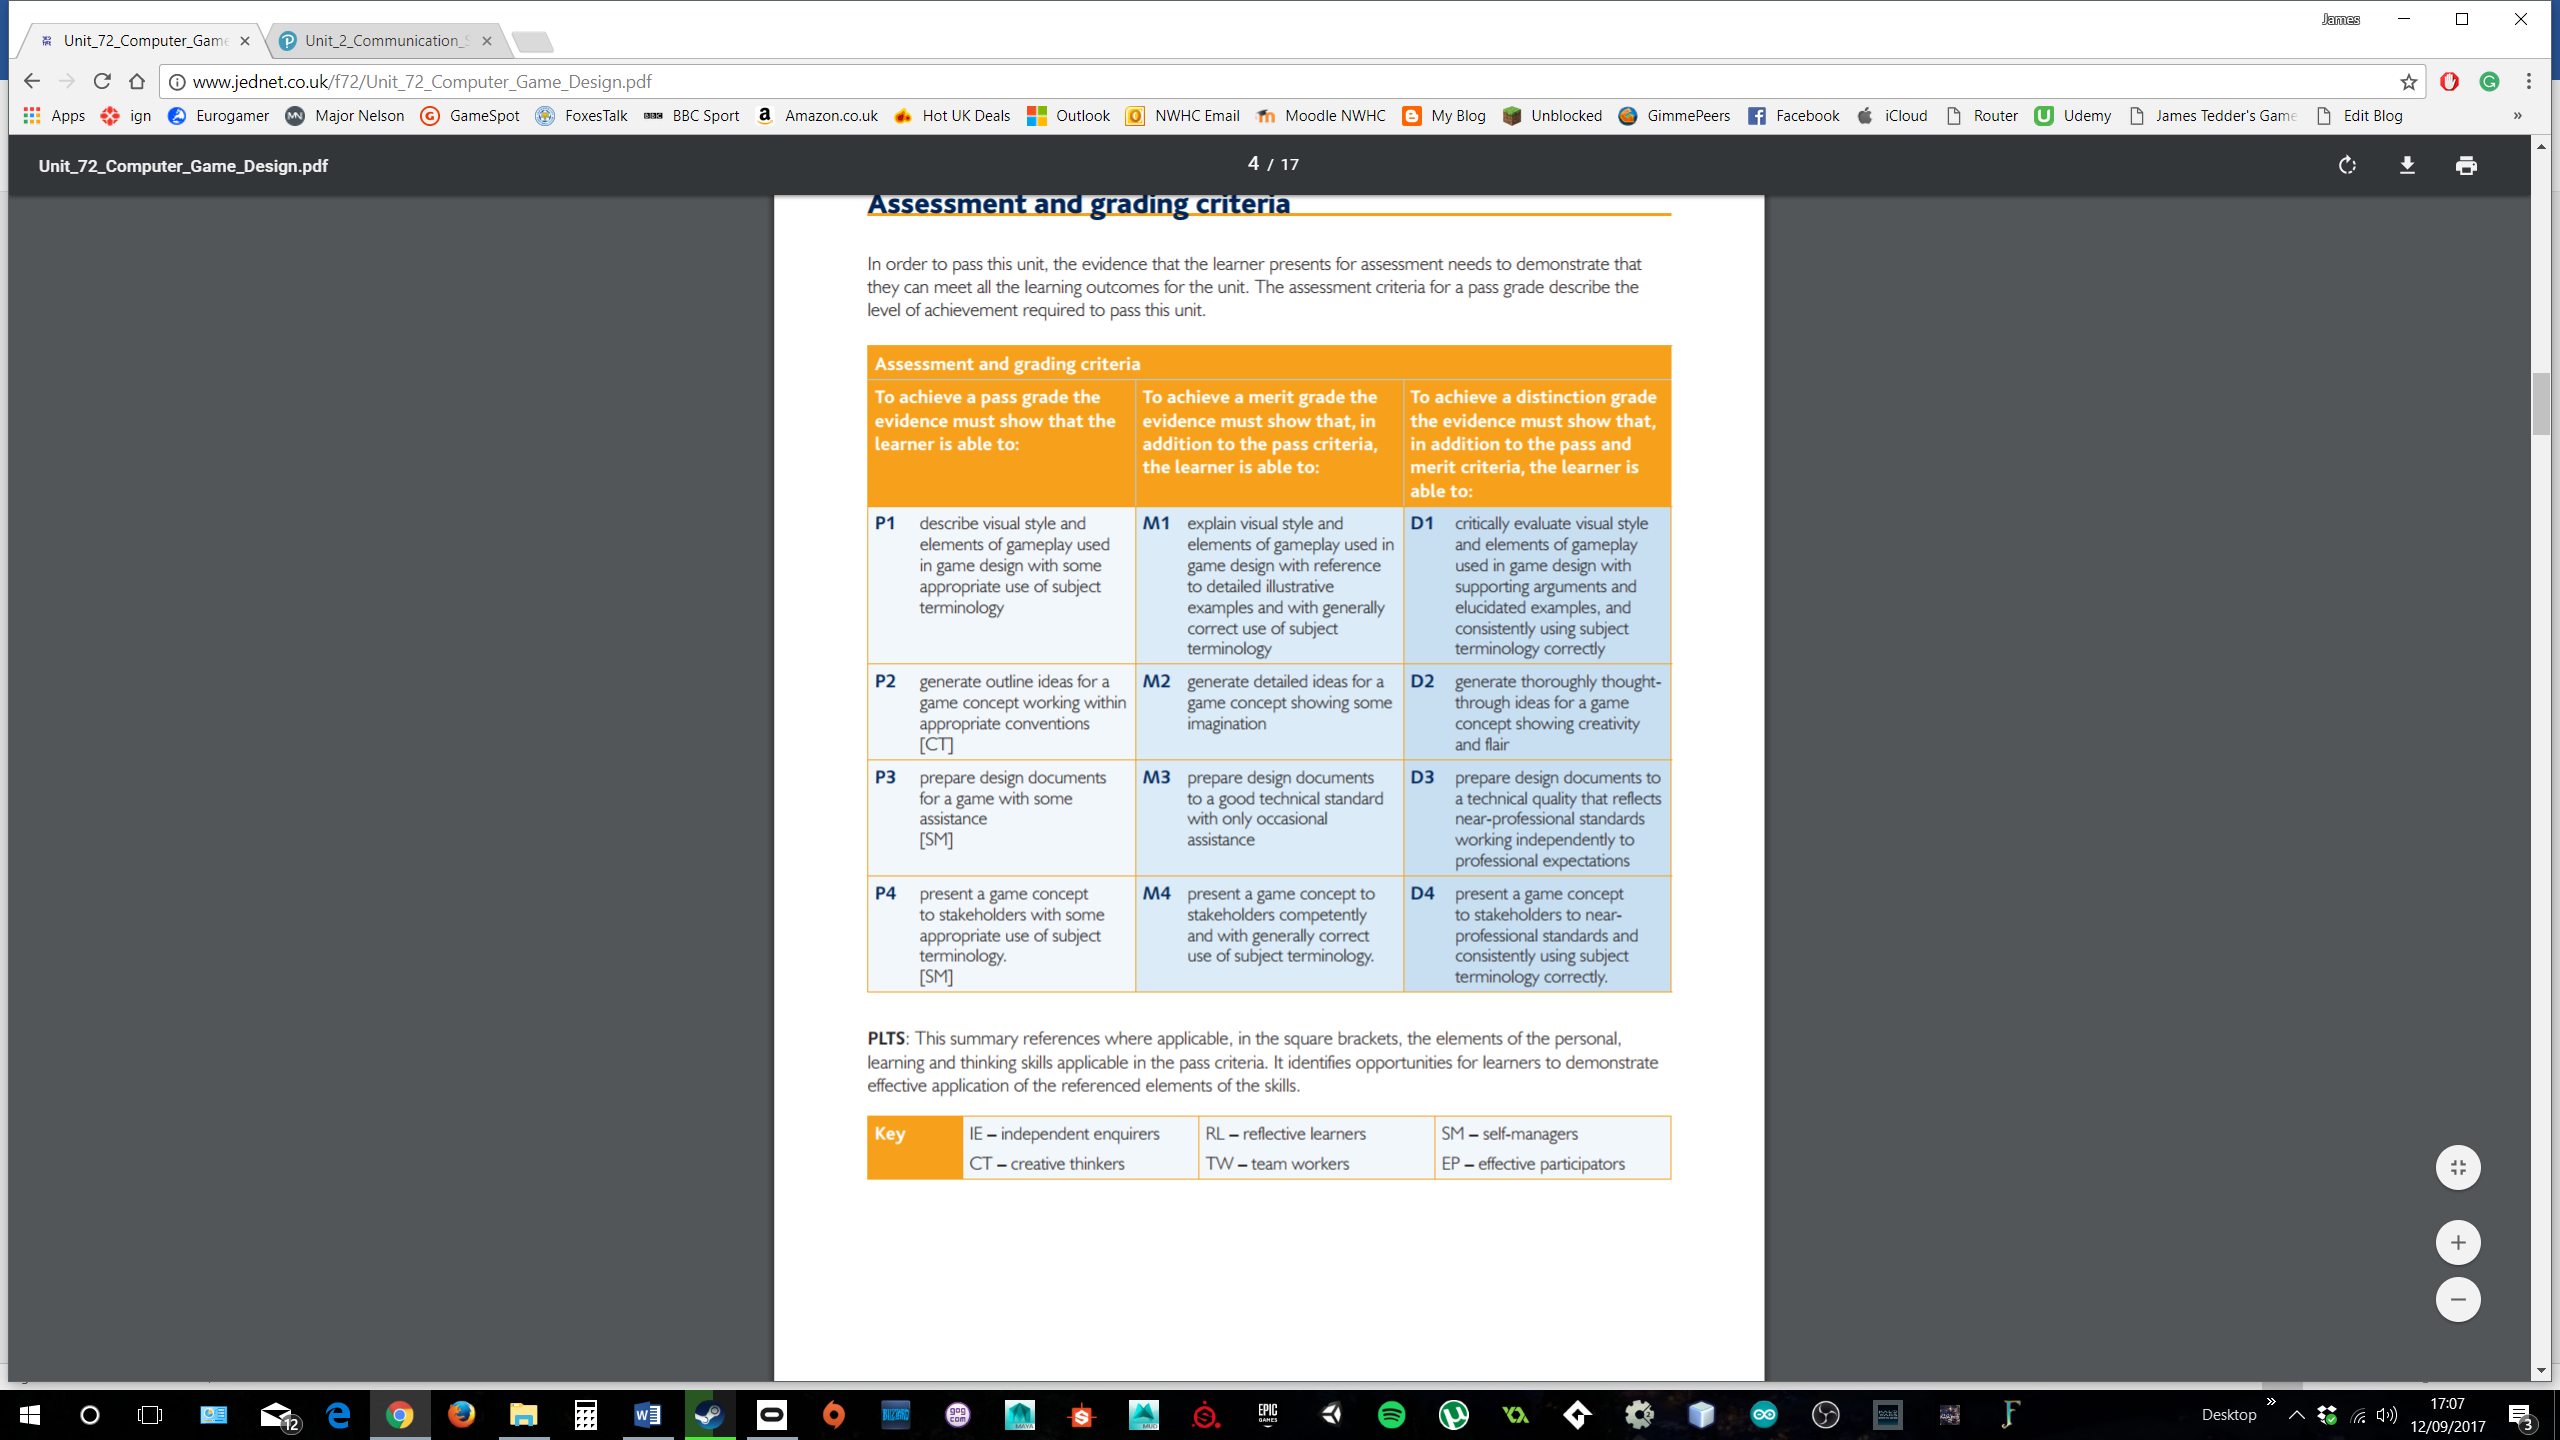 James
Unit_72_Computer_Game
Unit_2_Communication_S
www.jednet.co.uk/f72/Unit_72_Computer_Game_Design.pdf
Apps ign Eurogamer Major Nelson GameSpot FoxesTalk BBC Sport Amazon.co.uk Hot UK Deals Outlook NWHC Email Moodle NWHC My Blog Unblocked GimmePeers Facebook iCloud Router Udemy James Tedder's Game Edit Blog »
Unit_72_Computer_Game_Design.pdf
4 / 17
Assessment and grading criteria
In order to pass this unit, the evidence that the learner presents for assessment needs to demonstrate that
they can meet all the learning outcomes for the unit. The assessment criteria for a pass grade describe the
level of achievement required to pass this unit.
Assessment and grading criteria
To achieve a pass grade the
evidence must show that the
learner is able to:
To achieve a merit grade the
evidence must show that, in
addition to the pass criteria,
the learner is able to:
To achieve a distinction grade
the evidence must show that,
in addition to the pass and
merit criteria, the learner is
able to:
P1 describe visual style and
elements of gameplay used
in game design with some
appropriate use of subject
terminology
M1 explain visual style and
elements of gameplay used in
game design with reference
to detailed illustrative
examples and with generally
correct use of subject
terminology
D1 critically evaluate visual style
and elements of gameplay
used in game design with
supporting arguments and
elucidated examples, and
consistently using subject
terminology correctly
P2 generate outline ideas for a
game concept working within
appropriate conventions
[CT]
M2 generate detailed ideas for a
game concept showing some
imagination
D2 generate thoroughly thought-
through ideas for a game
concept showing creativity
and flair
P3 prepare design documents
for a game with some
assistance
[SM]
M3 prepare design documents
to a good technical standard
with only occasional
assistance
D3 prepare design documents to
a technical quality that reflects
near-professional standards
working independently to
professional expectations
P4 present a game concept
to stakeholders with some
appropriate use of subject
terminology.
[SM]
M4 present a game concept to
stakeholders competently
and with generally correct
use of subject terminology.
D4 present a game concept
to stakeholders to near-
professional standards and
consistently using subject
terminology correctly.
PLTS: This summary references where applicable, in the square brackets, the elements of the personal,
learning and thinking skills applicable in the pass criteria. It identifies opportunities for learners to demonstrate
effective application of the referenced elements of the skills.
Key
IE – independent enquirers
CT – creative thinkers
RL – reflective learners
TW – team workers
SM – self-managers
EP – effective participators
12
BLIZZARD
gog com
MAYA
MUD
EPIC GAMES
Desktop »
17:07
12/09/2017
3